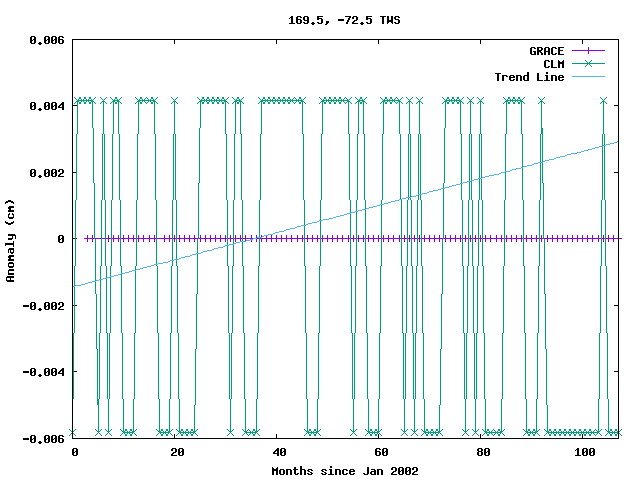 169.5, -72.5 TWS
GRACE
CLM
Trend Line
0.006
0.004
0.002
0
-0.002
-0.004
-0.006
Anomaly (cm)
0 20 40 60 80 100
Months since Jan 2002